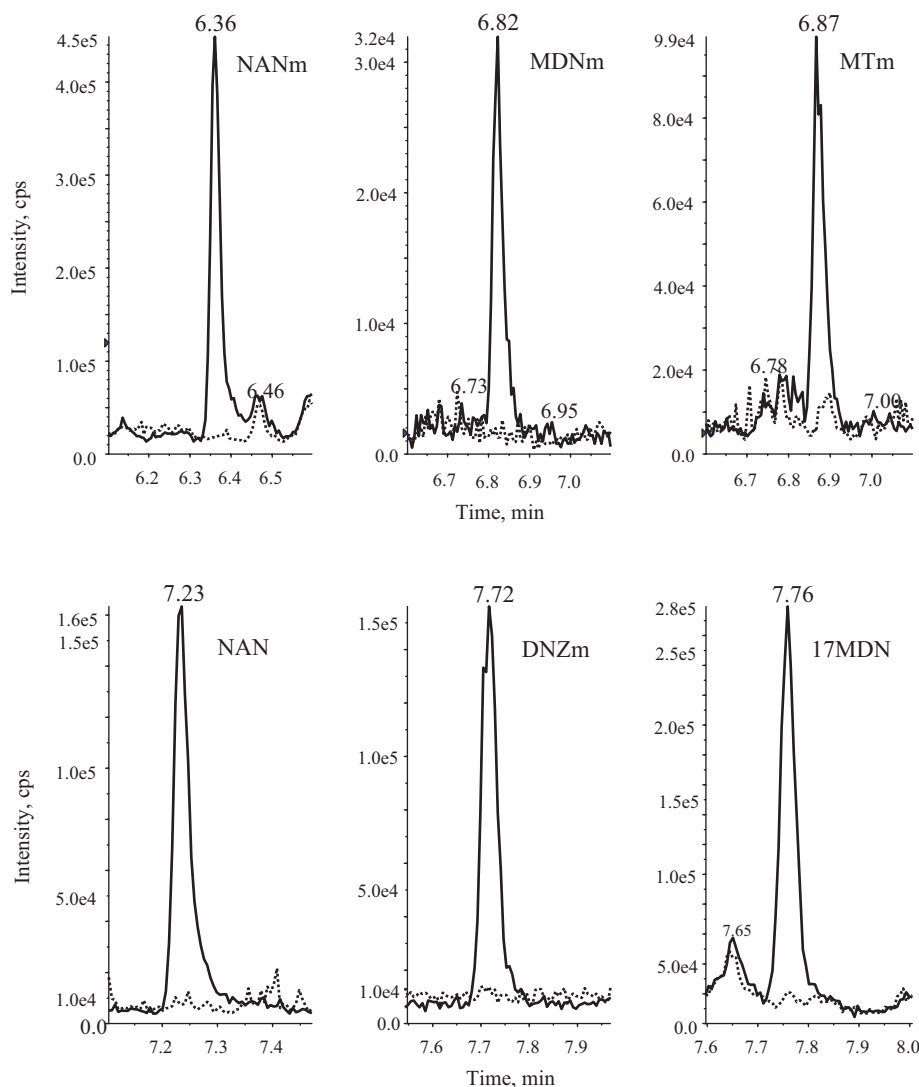 6.36
6.82
6.87
4.5e5
NANm
3.2e4
3.0e4
MDNm
9.9e4
MTm
4.0e5
8.0e4
3.0e5
2.0e4
6.0e4
Intensity, cps
2.0e5
4.0e4
1.0e4
1.0e5
6.46
6.73
6.95
2.0e4
6.78
7.00
0.0
0.0
0.0
6.2 6.3 6.4 6.5
6.7 6.8 6.9 7.0
6.7 6.8 6.9 7.0
Time, min
7.23
7.72
7.76
1.6e5
1.5e5
NAN
1.5e5
DNZm
2.8e5
2.5e5
17MDN
2.0e5
1.0e5
1.0e5
1.5e5
Intensity, cps
5.0e4
5.0e4
1.0e5
7.65
5.0e4
1.0e4
0.0
1.0e4
0.0
0.0
7.2 7.3 7.4
7.6 7.7 7.8 7.9
7.6 7.7 7.8 7.9 8.0
Time, min